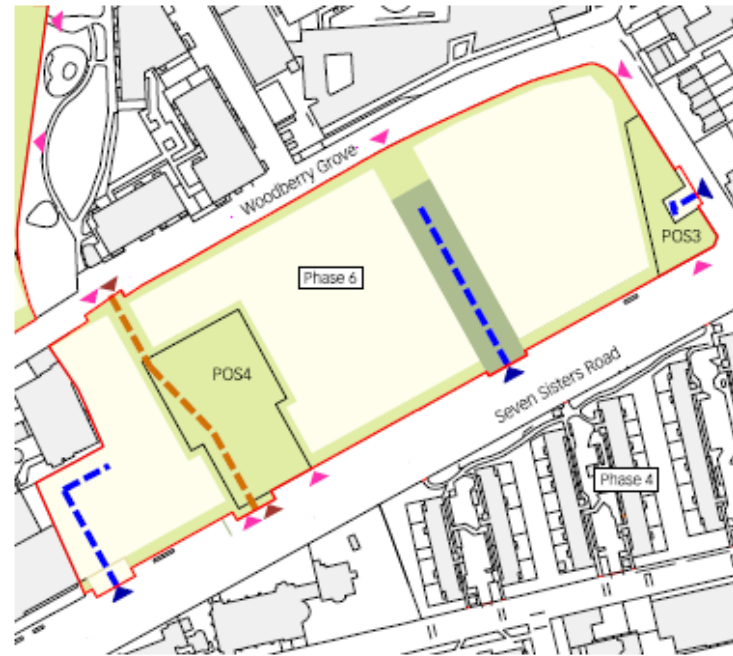 Woodberry Grove
POS3
Phase 6
POS4
Seven Sisters Road
Phase 4